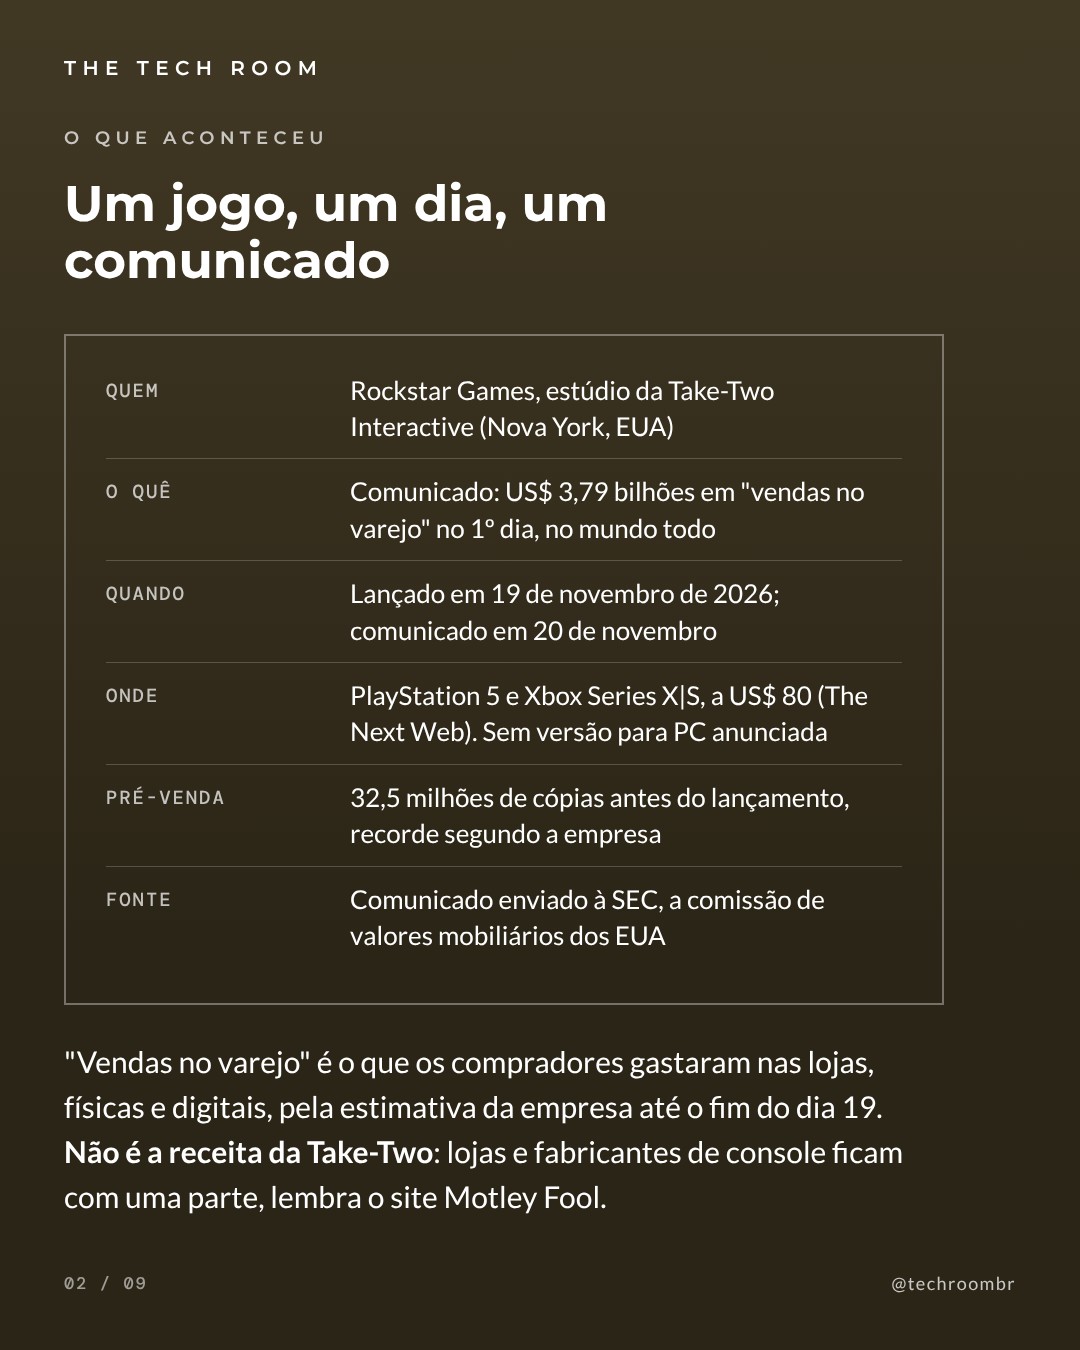 THE TECH ROOM
O QUE ACONTECEU
Um jogo, um dia, um
comunicado
QUEM
Rockstar Games, estúdio da Take-Two
Interactive (Nova York, EUA)
O QUÊ
Comunicado: US$ 3,79 bilhões em "vendas no
varejo" no 1º dia, no mundo todo
QUANDO
Lançado em 19 de novembro de 2026;
comunicado em 20 de novembro
ONDE
PlayStation 5 e Xbox Series X|S, a US$ 80 (The
Next Web). Sem versão para PC anunciada
PRÉ-VENDA
32,5 milhões de cópias antes do lançamento,
recorde segundo a empresa
FONTE
Comunicado enviado à SEC, a comissão de
valores mobiliários dos EUA
"Vendas no varejo" é o que os compradores gastaram nas lojas,
físicas e digitais, pela estimativa da empresa até o fim do dia 19.
Não é a receita da Take-Two: lojas e fabricantes de console ficam
com uma parte, lembra o site Motley Fool.
02 / 09
@techroombr